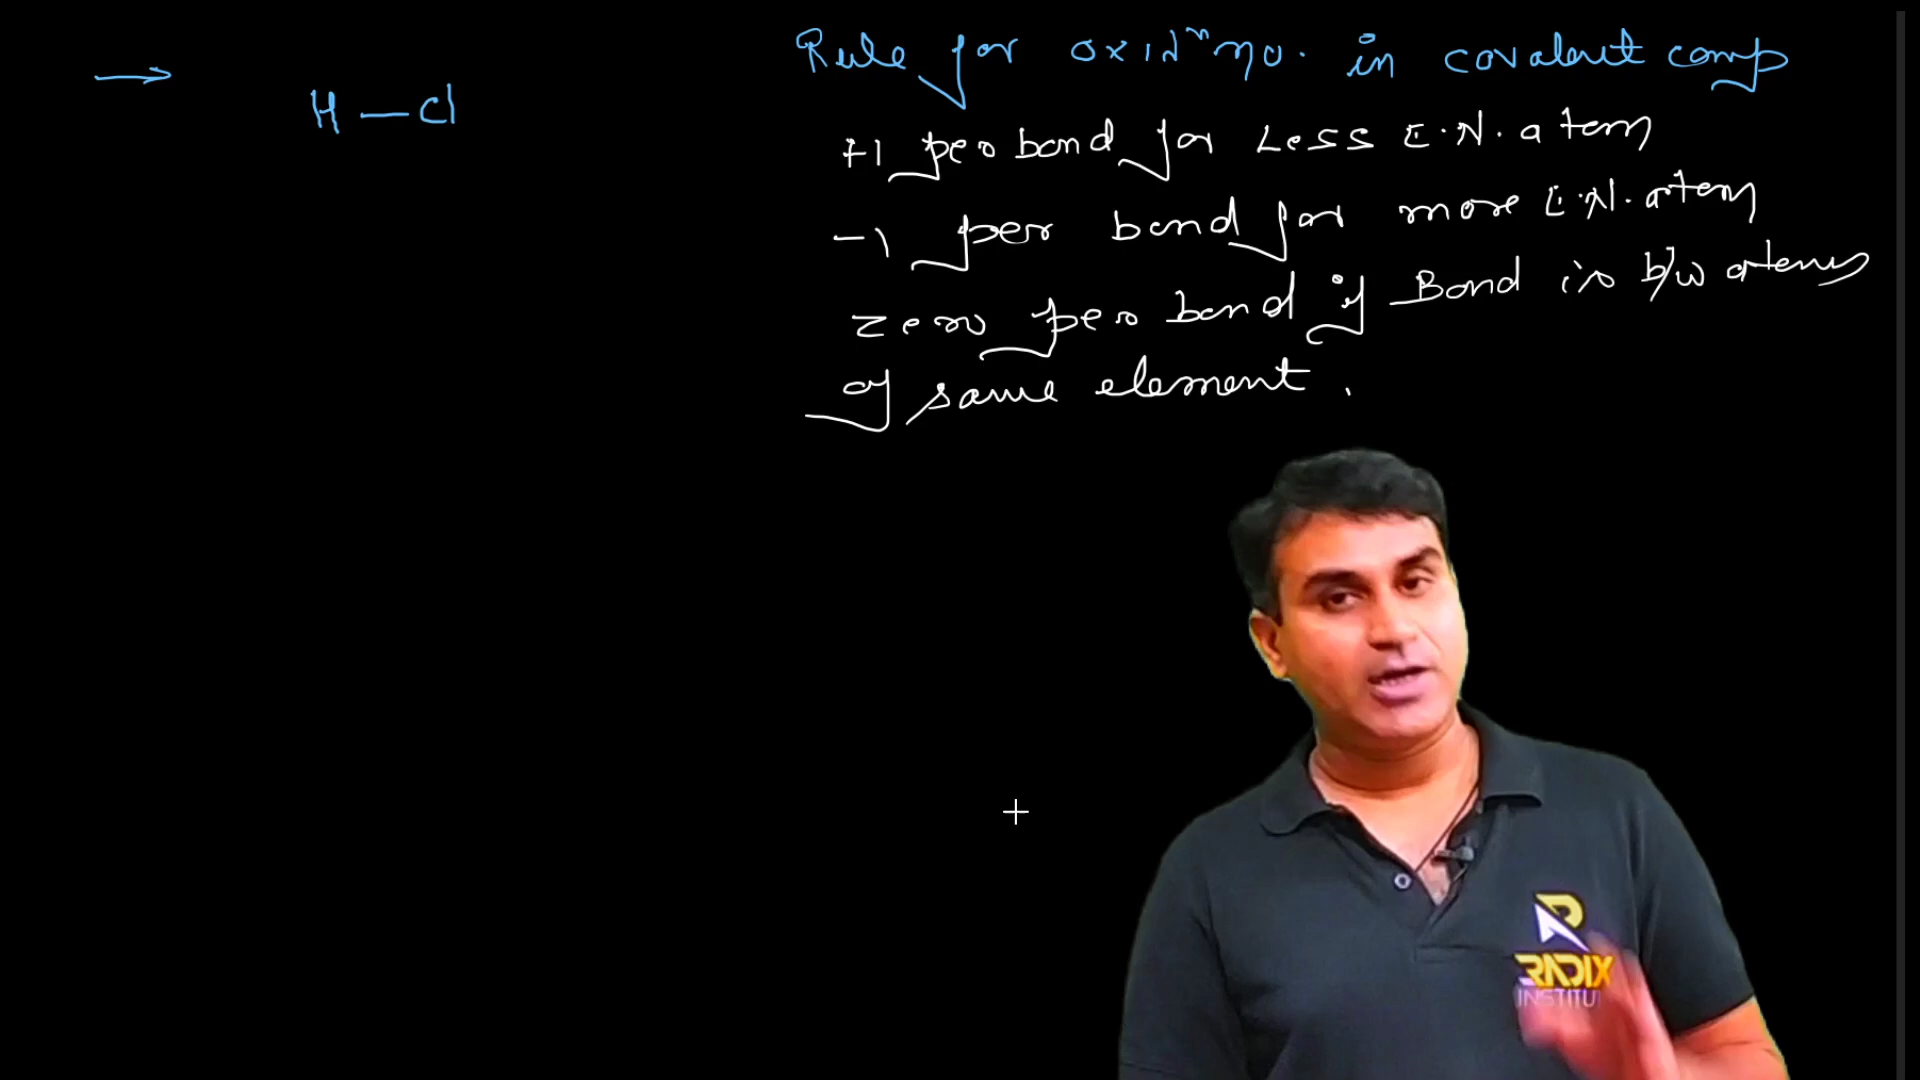 H — Cl
Rule for oxidⁿ no. in covalent comp
+1 per bond for Less E.N. atom
-1 per bond for more E.N. atom
zero per bond if Bond is b/w atoms
of same element.
RADIX
INSTITU